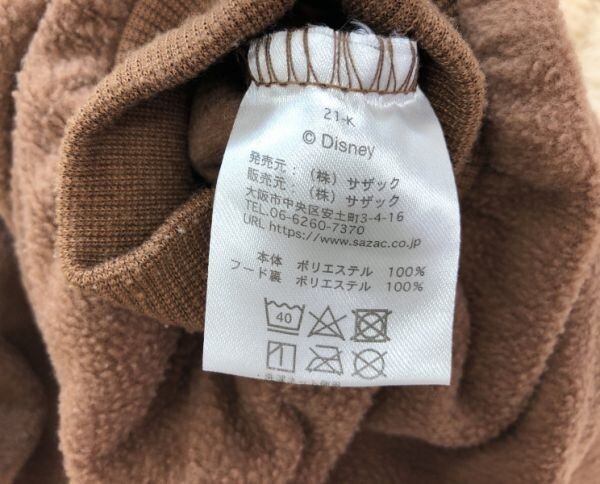 21-K
© Disney
発売元：（株）サザック
販売元：（株）サザック
大阪市中央区安土町3-4-16
TEL.06-6260-7370
URL https://www.sazac.co.jp
本体 ポリエステル 100%
フード裏 ポリエステル 100%
40